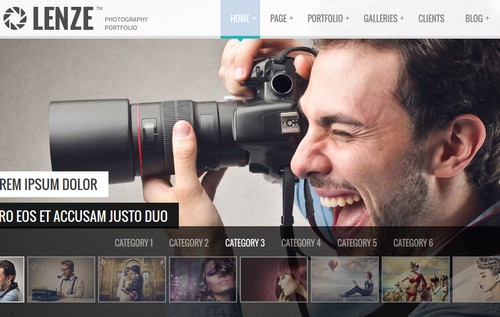 LENZE™ PHOTOGRAPHY
PORTFOLIO
HOME + PAGE + PORTFOLIO + GALLERIES + CLIENTS BLOG +
REM IPSUM DOLOR
RO EOS ET ACCUSAM JUSTO DUO
CATEGORY 1 CATEGORY 2 CATEGORY 3 CATEGORY 4 CATEGORY 5 CATEGORY 6